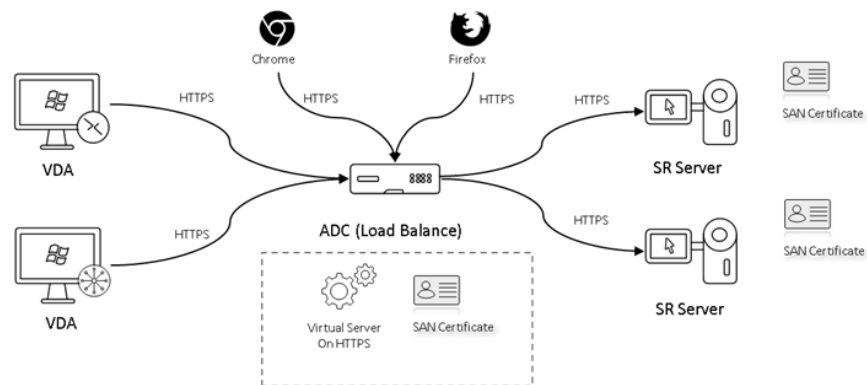 Chrome
Firefox
HTTPS
HTTPS
HTTPS
HTTPS
SAN Certificate
VDA
SR Server
ADC (Load Balance)
HTTPS
HTTPS
SAN Certificate
VDA
SR Server
Virtual Server
On HTTPS
SAN Certificate